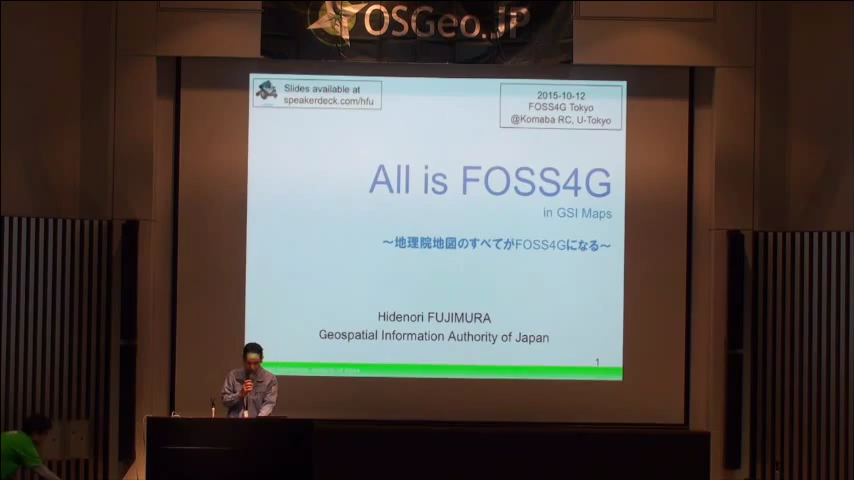 OSGeo.JP
Slides available at
speakerdeck.com/hfu
2015-10-12
FOSS4G Tokyo
@Komaba RC, U-Tokyo
All is FOSS4G
in GSI Maps
～地理院地図のすべてがFOSS4Gになる～
Hidenori FUJIMURA
Geospatial Information Authority of Japan
1